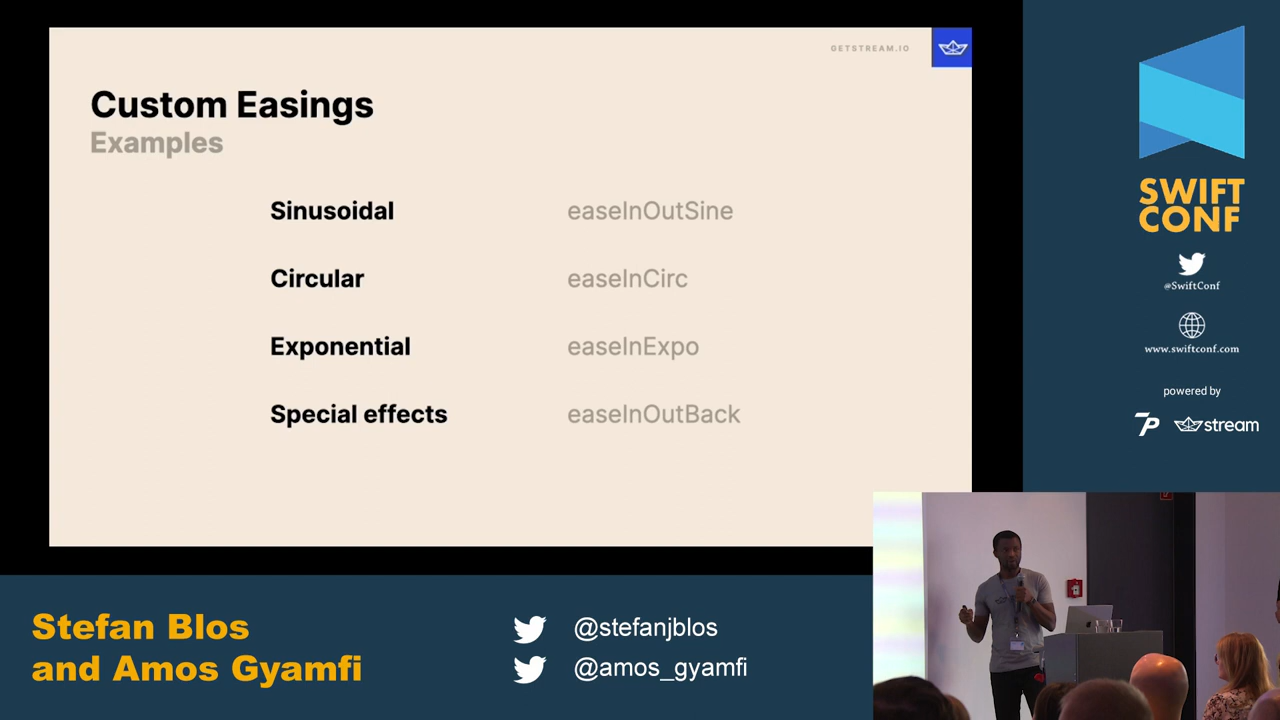 GETSTREAM.IO
Custom Easings
Examples
Sinusoidal easeInOutSine
Circular easeInCirc
Exponential easeInExpo
Special effects easeInOutBack
SWIFT
CONF
@SwiftConf
www.swiftconf.com
powered by
7P stream
Stefan Blos
and Amos Gyamfi
@stefanjblos
@amos_gyamfi